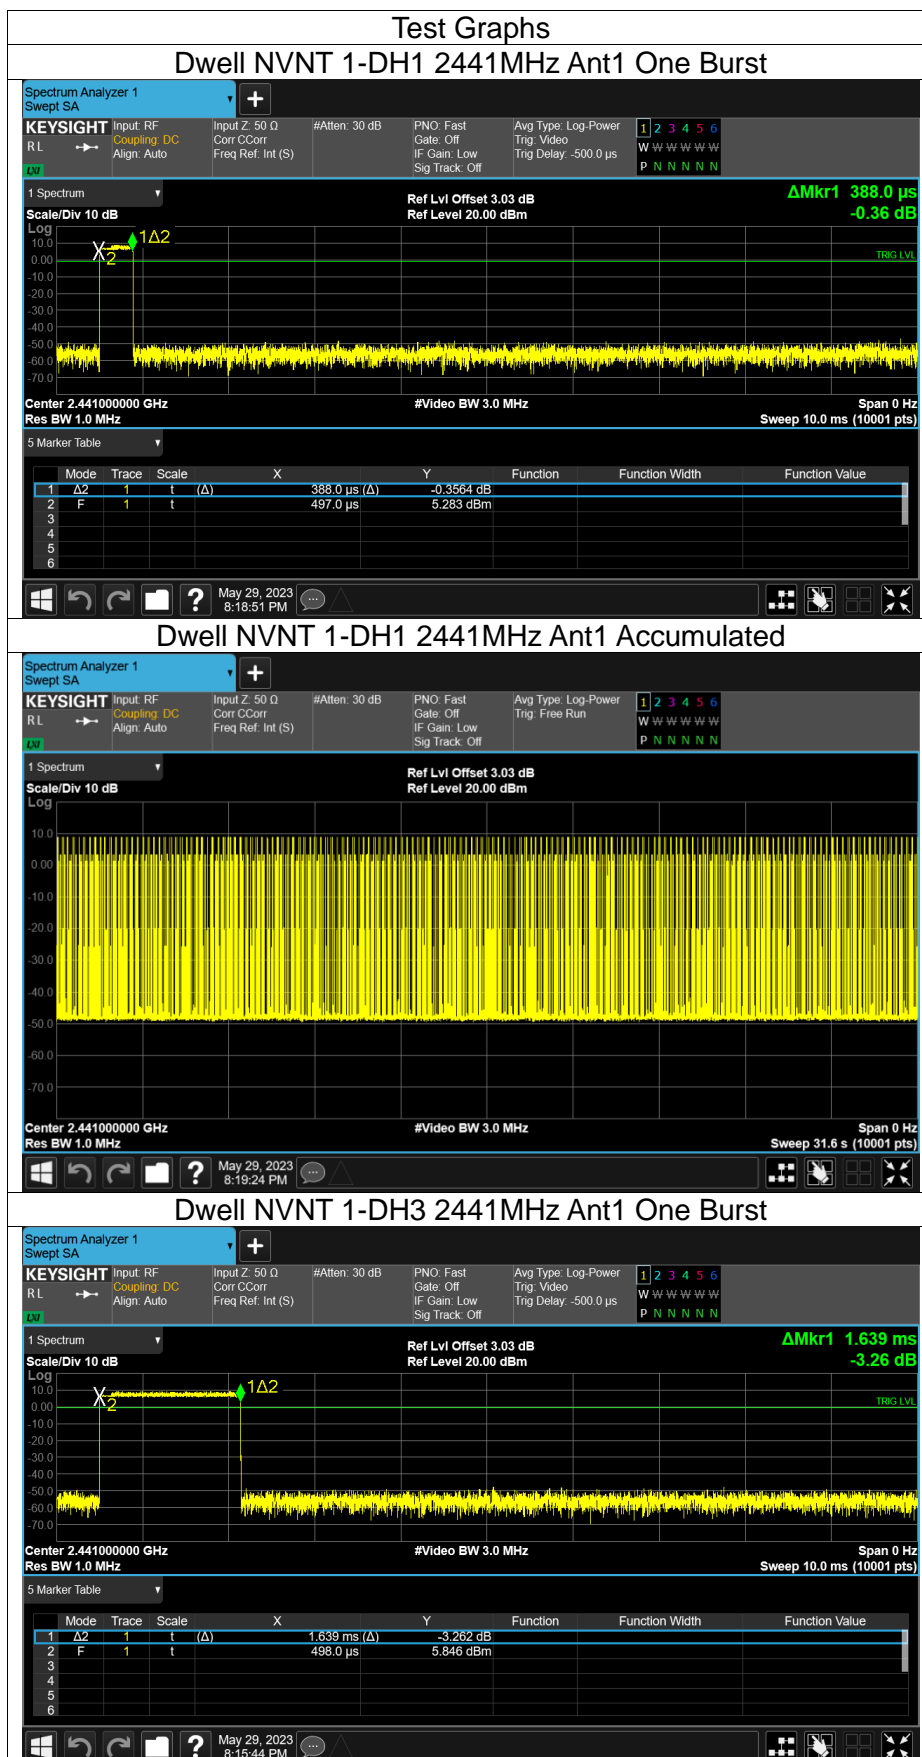 Test Graphs
Dwell NVNT 1-DH1 2441MHz Ant1 One Burst
Spectrum Analyzer 1
Swept SA
+
KEYSIGHT Input: RF Input Z: 50 Ω #Atten: 30 dB PNO: Fast Avg Type: Log-Power 1 2 3 4 5 6
RL Coupling: DC Corr CCorr Gate: Off Trig: Video W W W W W W
Align: Auto Freq Ref: Int (S) IF Gain: Low Trig Delay: -500.0 µs
LXI Sig Track: Off P N N N N N
1 Spectrum Ref Lvl Offset 3.03 dB ΔMkr1 388.0 µs
Scale/Div 10 dB Ref Level 20.00 dBm -0.36 dB
Log
10.0 1Δ2
0.00 2 TRIG LVL
-10.0
-20.0
-30.0
-40.0
-50.0
-60.0
-70.0
Center 2.441000000 GHz #Video BW 3.0 MHz Span 0 Hz
Res BW 1.0 MHz Sweep 10.0 ms (10001 pts)
5 Marker Table
Mode Trace Scale X Y Function Function Width Function Value
1 Δ2 1 t (Δ) 388.0 µs (Δ) -0.3564 dB
2 F 1 t 497.0 µs 5.283 dBm
3
4
5
6
? May 29, 2023
8:18:51 PM
Dwell NVNT 1-DH1 2441MHz Ant1 Accumulated
Spectrum Analyzer 1
Swept SA
+
KEYSIGHT Input: RF Input Z: 50 Ω #Atten: 30 dB PNO: Fast Avg Type: Log-Power 1 2 3 4 5 6
RL Coupling: DC Corr CCorr Gate: Off Trig: Free Run W W W W W W
Align: Auto Freq Ref: Int (S) IF Gain: Low
LXI Sig Track: Off P N N N N N
1 Spectrum Ref Lvl Offset 3.03 dB
Scale/Div 10 dB Ref Level 20.00 dBm
Log
10.0
0.00
-10.0
-20.0
-30.0
-40.0
-50.0
-60.0
-70.0
Center 2.441000000 GHz #Video BW 3.0 MHz Span 0 Hz
Res BW 1.0 MHz Sweep 31.6 s (10001 pts)
? May 29, 2023
8:19:24 PM
Dwell NVNT 1-DH3 2441MHz Ant1 One Burst
Spectrum Analyzer 1
Swept SA
+
KEYSIGHT Input: RF Input Z: 50 Ω #Atten: 30 dB PNO: Fast Avg Type: Log-Power 1 2 3 4 5 6
RL Coupling: DC Corr CCorr Gate: Off Trig: Video W W W W W W
Align: Auto Freq Ref: Int (S) IF Gain: Low Trig Delay: -500.0 µs
LXI Sig Track: Off P N N N N N
1 Spectrum Ref Lvl Offset 3.03 dB ΔMkr1 1.639 ms
Scale/Div 10 dB Ref Level 20.00 dBm -3.26 dB
Log
10.0 1Δ2
0.00 2 TRIG LVL
-10.0
-20.0
-30.0
-40.0
-50.0
-60.0
-70.0
Center 2.441000000 GHz #Video BW 3.0 MHz Span 0 Hz
Res BW 1.0 MHz Sweep 10.0 ms (10001 pts)
5 Marker Table
Mode Trace Scale X Y Function Function Width Function Value
1 Δ2 1 t (Δ) 1.639 ms (Δ) -3.262 dB
2 F 1 t 498.0 µs 5.846 dBm
3
4
5
6
? May 29, 2023
8:15:44 PM